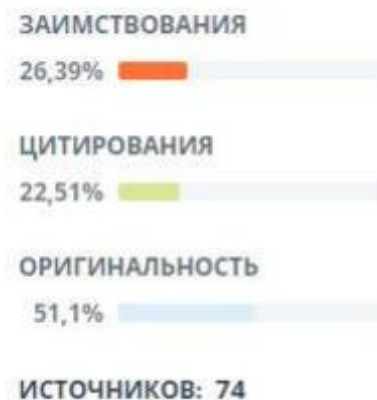 ЗАИМСТВОВАНИЯ
26,39%
ЦИТИРОВАНИЯ
22,51%
ОРИГИНАЛЬНОСТЬ
51,1%
ИСТОЧНИКОВ: 74